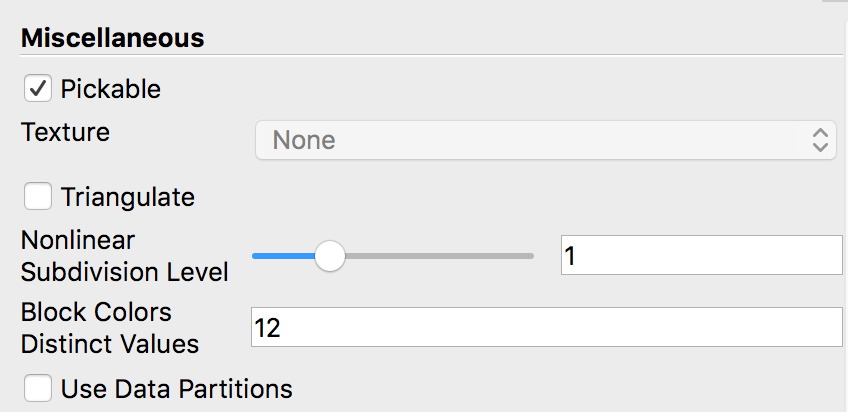 Miscellaneous
Pickable
Texture
None
Triangulate
Nonlinear
Subdivision Level
1
Block Colors
Distinct Values
12
Use Data Partitions